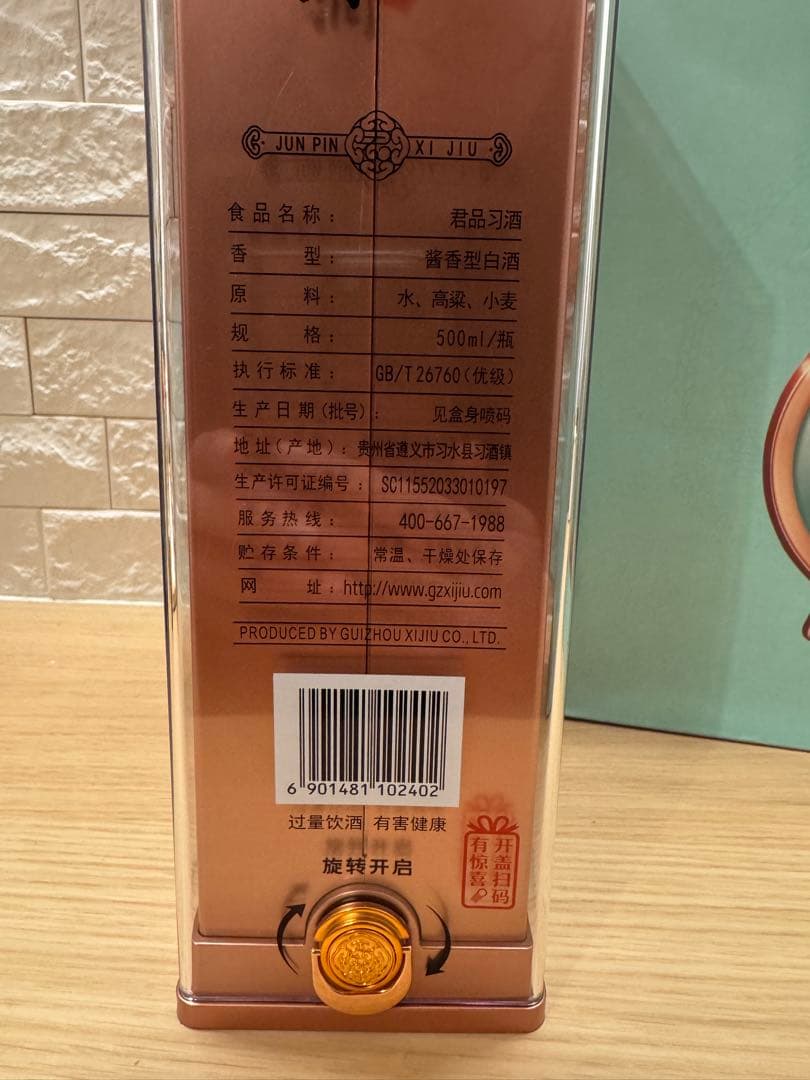 JUN PIN XI JIU
食品名称： 君品习酒
香型： 酱香型白酒
原料： 水、高粱、小麦
规格： 500ml/瓶
执行标准： GB/T 26760（优级）
生产日期（批号）： 见盒身喷码
地址（产地）：贵州省遵义市习水县习酒镇
生产许可证编号： SC11552033010197
服务热线： 400-667-1988
贮存条件： 常温、干燥处保存
网址：http://www.gzxijiu.com
PRODUCED BY GUIZHOU XIJIU CO., LTD.
6 901481 102402
过量饮酒 有害健康
旋转开启
开盖扫码
有惊喜